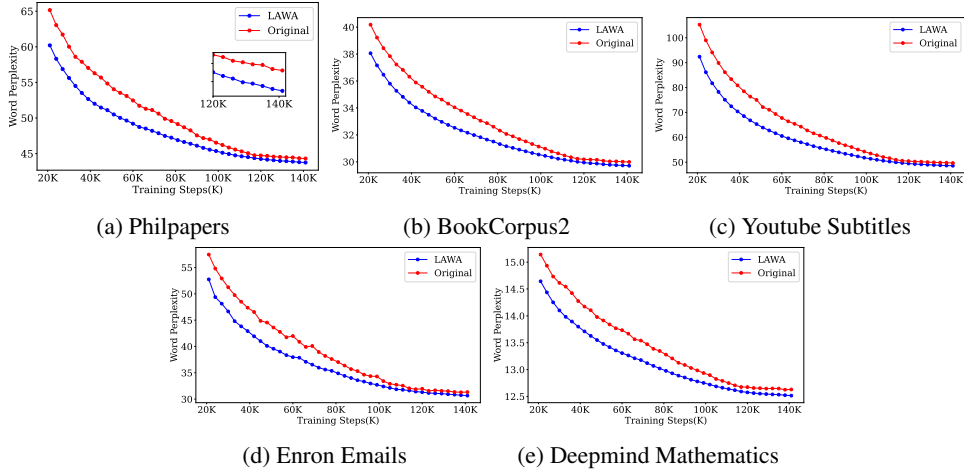 LAWA
Original
Word Perplexity
65
60
55
50
45
120K 140K
20K 40K 60K 80K 100K 120K 140K
Training Steps(K)
(a) Philpapers
LAWA
Original
Word Perplexity
40
38
36
34
32
30
20K 40K 60K 80K 100K 120K 140K
Training Steps(K)
(b) BookCorpus2
LAWA
Original
Word Perplexity
100
90
80
70
60
50
20K 40K 60K 80K 100K 120K 140K
Training Steps(K)
(c) Youtube Subtitles
LAWA
Original
Word Perplexity
55
50
45
40
35
30
20K 40K 60K 80K 100K 120K 140K
Training Steps(K)
(d) Enron Emails
LAWA
Original
Word Perplexity
15.0
14.5
14.0
13.5
13.0
12.5
20K 40K 60K 80K 100K 120K 140K
Training Steps(K)
(e) Deepmind Mathematics